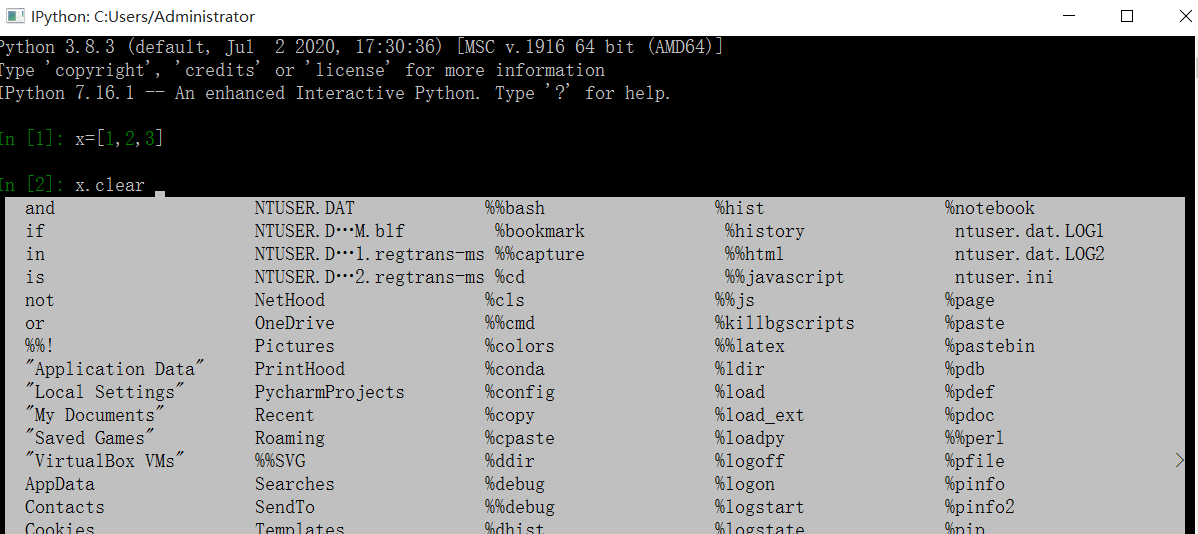 IPython: C:Users/Administrator
Python 3.8.3 (default, Jul  2 2020, 17:30:36) [MSC v.1916 64 bit (AMD64)]
Type 'copyright', 'credits' or 'license' for more information
IPython 7.16.1 -- An enhanced Interactive Python. Type '?' for help.
In [1]: x=[1,2,3]
In [2]: x.clear
and NTUSER.DAT %%bash %hist %notebook
if NTUSER.D…M.blf %bookmark %history ntuser.dat.LOG1
in NTUSER.D…1.regtrans-ms %%capture %%html ntuser.dat.LOG2
is NTUSER.D…2.regtrans-ms %cd %%javascript ntuser.ini
not NetHood %cls %%js %page
or OneDrive %%cmd %killbgscripts %paste
%%! Pictures %colors %%latex %pastebin
"Application Data" PrintHood %conda %ldir %pdb
"Local Settings" PycharmProjects %config %load %pdef
"My Documents" Recent %copy %load_ext %pdoc
"Saved Games" Roaming %cpaste %loadpy %%perl
"VirtualBox VMs" %%SVG %ddir %logoff %pfile
AppData Searches %debug %logon %pinfo
Contacts SendTo %%debug %logstart %pinfo2
Cookies Templates %dhist %logstate %pip